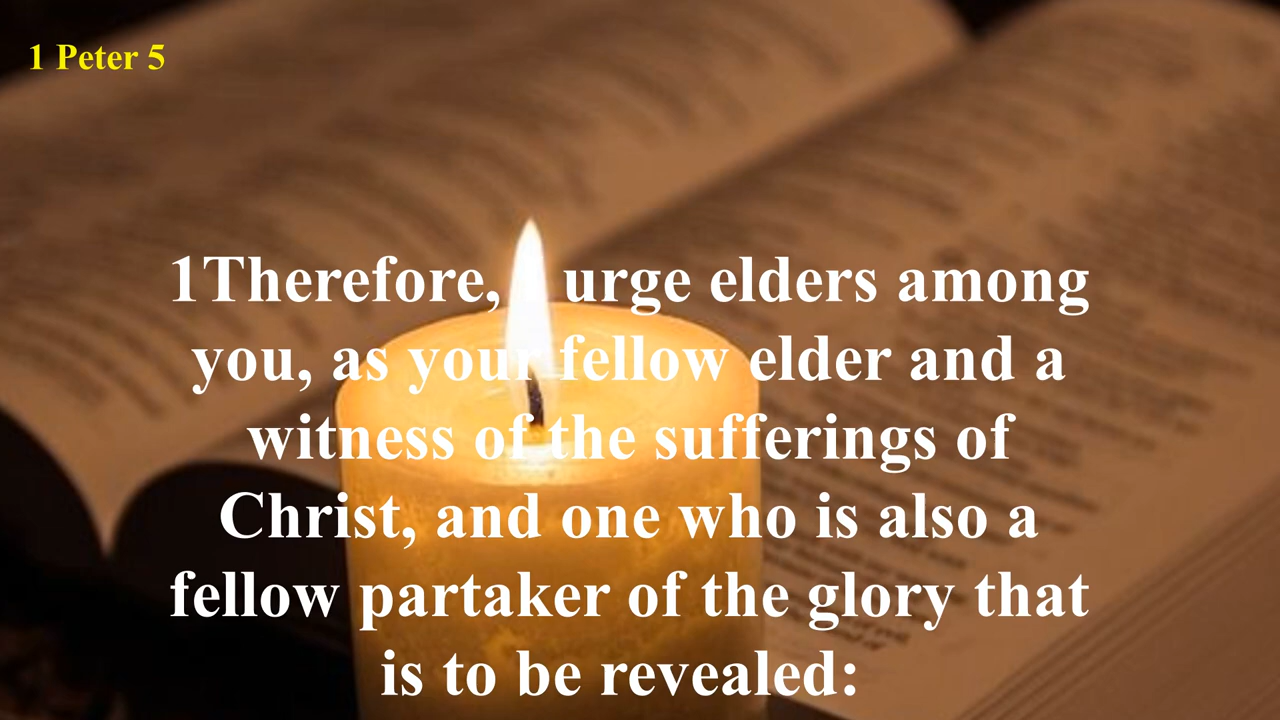 1 Peter 5
1Therefore, I urge elders among
you, as your fellow elder and a
witness of the sufferings of
Christ, and one who is also a
fellow partaker of the glory that
is to be revealed: